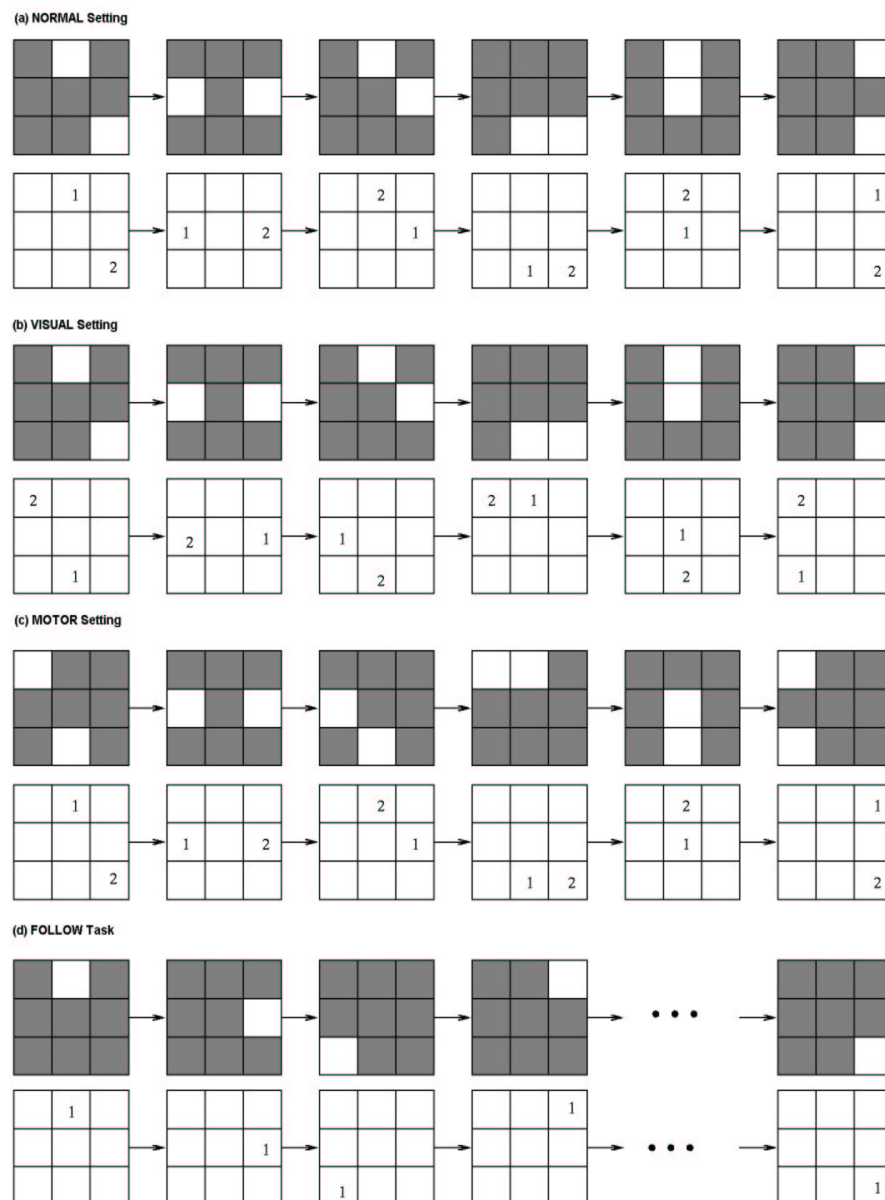 (a) NORMAL Setting
1 2 2 1
1 2 1 2
2 1 2 1 2
(b) VISUAL Setting
2 2 1 2
2 1 1 1
1 2 2 1
(c) MOTOR Setting
1 2 2 1
1 2 1 1
2 1 2 2
(d) FOLLOW Task
1 1
1
1 1